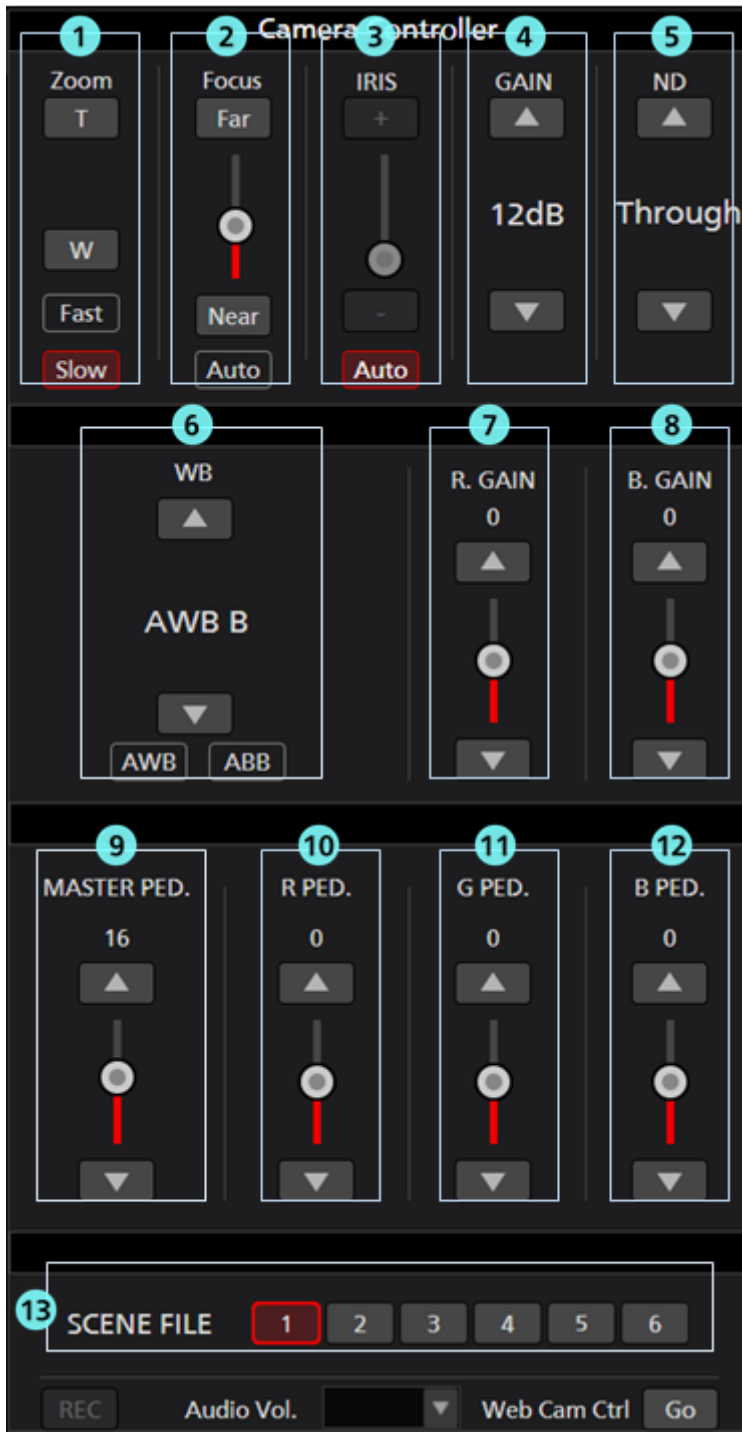 Camera Controller
1 2 3 4 5
Zoom Focus IRIS GAIN ND
T Far +
12dB Through
W
Fast Near -
Slow Auto Auto
6 7 8
WB R. GAIN B. GAIN
0 0
AWB B
AWB ABB
9 10 11 12
MASTER PED. R PED. G PED. B PED.
16 0 0 0
13
SCENE FILE 1 2 3 4 5 6
REC Audio Vol. Web Cam Ctrl Go